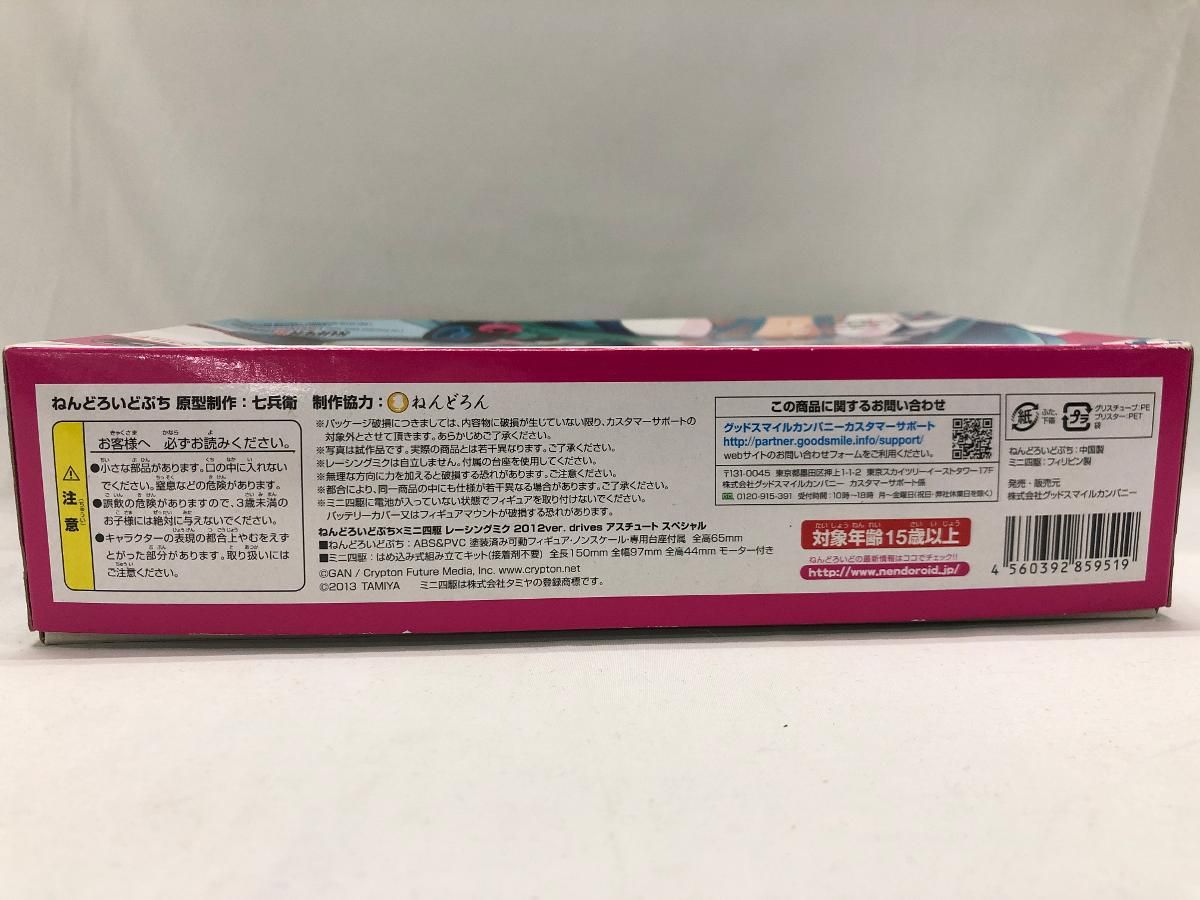 ねんどろいどぷち 原型制作：七兵衛 制作協力： ねんどろん
注意
お客様へ 必ずお読みください。
●小さな部品があります。口の中に入れない
でください。窒息などの危険があります。
●誤飲の危険がありますので、3歳未満の
お子様には絶対に与えないでください。
●キャラクターの表現の都合上やむをえず
とがった部分があります。取り扱いには
ご注意ください。
※パッケージ破損につきましては、内容物に破損が生じていない限り、カスタマーサポートの
対象外とさせて頂きます。あらかじめご了承ください。
※写真は試作品です。実際の商品とは若干異なります。ご了承ください。
※レーシングミクは自立しません。付属の台座を使用してください。
※無理な方向に力を加えると破損する恐れがあります。ご注意ください。
※都合により、同一商品の中にも仕様が若干異なる場合があります。ご了承ください。
※ミニ四駆に電池が入っていない状態でフィギュアを取り付けないでください。
バッテリーカバー又はフィギュアマウントが破損する恐れがあります。
ねんどろいどぷち×ミニ四駆 レーシングミク 2012ver. drives アスチュート スペシャル
■ねんどろいどぷち：ABS&PVC 塗装済み可動フィギュア・ノンスケール・専用台座付属 全高65mm
■ミニ四駆：はめ込み式組み立てキット(接着剤不要) 全長150mm 全幅97mm 全高44mm モーター付き
©GAN / Crypton Future Media, Inc. www.crypton.net
©2013 TAMIYA ミニ四駆は株式会社タミヤの登録商標です。
この商品に関するお問い合わせ
グッドスマイルカンパニーカスタマーサポート
http://partner.goodsmile.info/support/
webサイトのお問い合わせフォームをご利用ください。
〒131-0045 東京都墨田区押上1-1-2 東京スカイツリーイーストタワー17F
株式会社グッドスマイルカンパニー カスタマーサポート係
0120-915-391 受付時間：10時～18時 月～金曜日(祝日・弊社休業日を除く)
対象年齢15歳以上
ねんどろいどの最新情報はココでチェック!!
http://www.nendoroid.jp/
紙
ふた、
下箱
プラ
グリスチューブ：PE
ブリスター：PET
袋
ねんどろいどぷち：中国製
ミニ四駆：フィリピン製
発売・販売元
株式会社グッドスマイルカンパニー
4 560392 859519